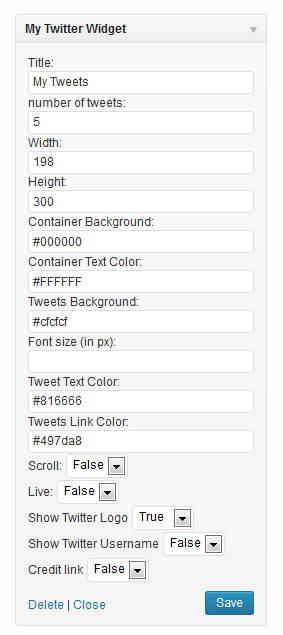 My Twitter Widget
Title:
My Tweets
number of tweets:
5
Width:
198
Height:
300
Container Background:
#000000
Container Text Color:
#FFFFFF
Tweets Background:
#cfcfcf
Font size (in px):
Tweet Text Color:
#816666
Tweets Link Color:
#497da8
Scroll: False
Live: False
Show Twitter Logo True
Show Twitter Username False
Credit link False
Delete | Close Save